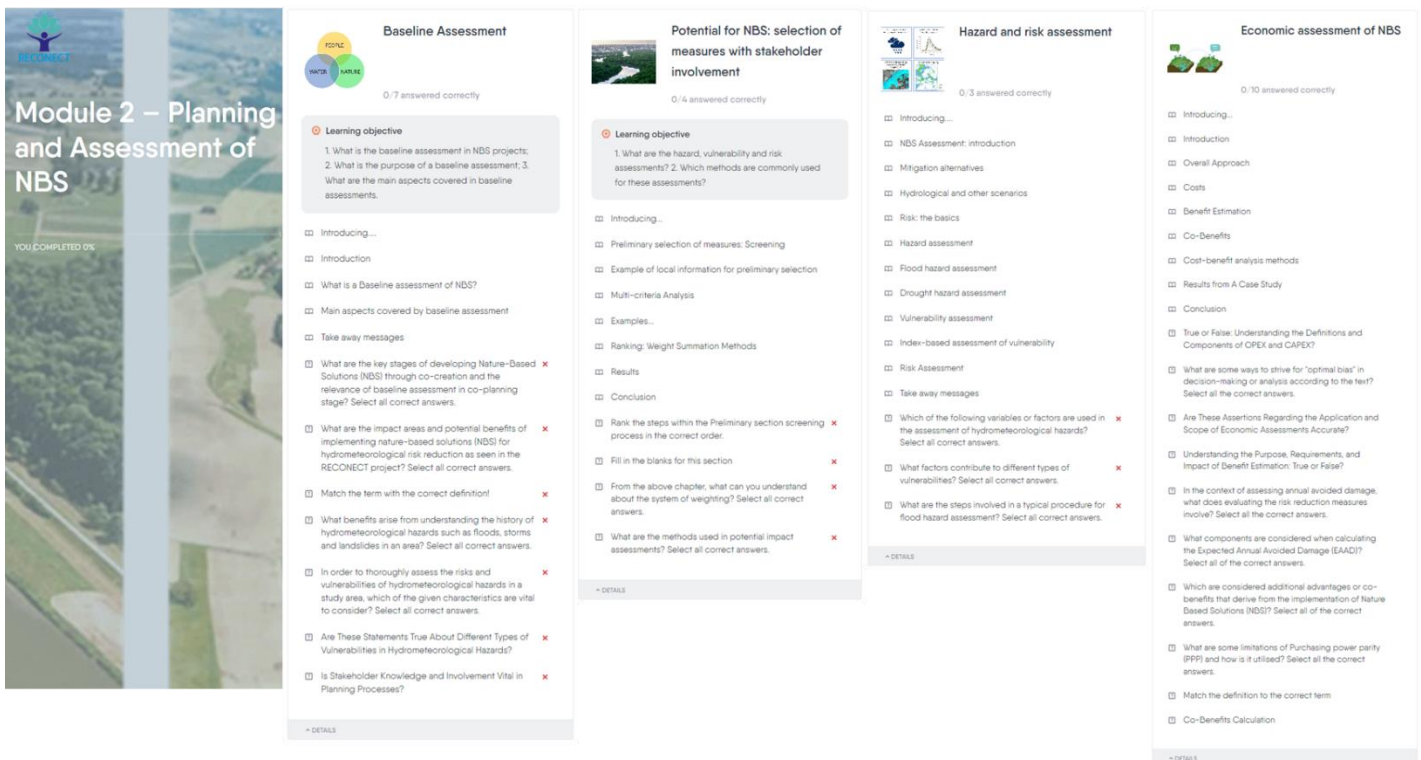 RECONECT
Module 2 – Planning
and Assessment of
NBS
YOU COMPLETED 0%
PEOPLE
WATER
NATURE
Baseline Assessment
0/7 answered correctly
Learning objective
1. What is the baseline assessment in NBS projects;
2. What is the purpose of a baseline assessment; 3.
What are the main aspects covered in baseline
assessments.
Introducing....
Introduction
What is a Baseline assessment of NBS?
Main aspects covered by baseline assessment
Take away messages
What are the key stages of developing Nature-Based
Solutions (NBS) through co-creation and the
relevance of baseline assessment in co-planning
stage? Select all correct answers.
What are the impact areas and potential benefits of
implementing nature-based solutions (NBS) for
hydrometeorological risk reduction as seen in the
RECONECT project? Select all correct answers.
Match the term with the correct definition!
What benefits arise from understanding the history of
hydrometeorological hazards such as floods, storms
and landslides in an area? Select all correct answers.
In order to thoroughly assess the risks and
vulnerabilities of hydrometeorological hazards in a
study area, which of the given characteristics are vital
to consider? Select all correct answers.
Are These Statements True About Different Types of
Vulnerabilities in Hydrometeorological Hazards?
Is Stakeholder Knowledge and Involvement Vital in
Planning Processes?
DETAILS
Potential for NBS: selection of
measures with stakeholder
involvement
0/4 answered correctly
Learning objective
1. What are the hazard, vulnerability and risk
assessments? 2. Which methods are commonly used
for these assessments?
Introducing...
Preliminary selection of measures: Screening
Example of local information for preliminary selection
Multi-criteria Analysis
Examples...
Ranking: Weight Summation Methods
Results
Conclusion
Rank the steps within the Preliminary section screening
process in the correct order.
Fill in the blanks for this section
From the above chapter, what can you understand
about the system of weighting? Select all correct
answers.
What are the methods used in potential impact
assessments? Select all correct answers.
DETAILS
Hazard and risk assessment
0/3 answered correctly
Introducing....
NBS Assessment: introduction
Mitigation alternatives
Hydrological and other scenarios
Risk: the basics
Hazard assessment
Flood hazard assessment
Drought hazard assessment
Vulnerability assessment
Index-based assessment of vulnerability
Risk Assessment
Take away messages
Which of the following variables or factors are used in
the assessment of hydrometeorological hazards?
Select all correct answers.
What factors contribute to different types of
vulnerabilities? Select all correct answers.
What are the steps involved in a typical procedure for
flood hazard assessment? Select all correct answers.
DETAILS
Economic assessment of NBS
0/10 answered correctly
Introducing...
Introduction
Overall Approach
Costs
Benefit Estimation
Co-Benefits
Cost-benefit analysis methods
Results from A Case Study
Conclusion
True or False: Understanding the Definitions and
Components of OPEX and CAPEX?
What are some ways to strive for "optimal bias" in
decision-making or analysis according to the text?
Select all the correct answers.
Are These Assertions Regarding the Application and
Scope of Economic Assessments Accurate?
Understanding the Purpose, Requirements, and
Impact of Benefit Estimation: True or False?
In the context of assessing annual avoided damage,
what does evaluating the risk reduction measures
involve? Select all the correct answers.
What components are considered when calculating
the Expected Annual Avoided Damage (EAAD)?
Select all of the correct answers.
Which are considered additional advantages or co-
benefits that derive from the implementation of Nature
Based Solutions (NBS)? Select all of the correct
answers.
What are some limitations of Purchasing power parity
(PPP) and how is it utilised? Select all the correct
answers.
Match the definition to the correct term
Co-Benefits Calculation
DETAILS